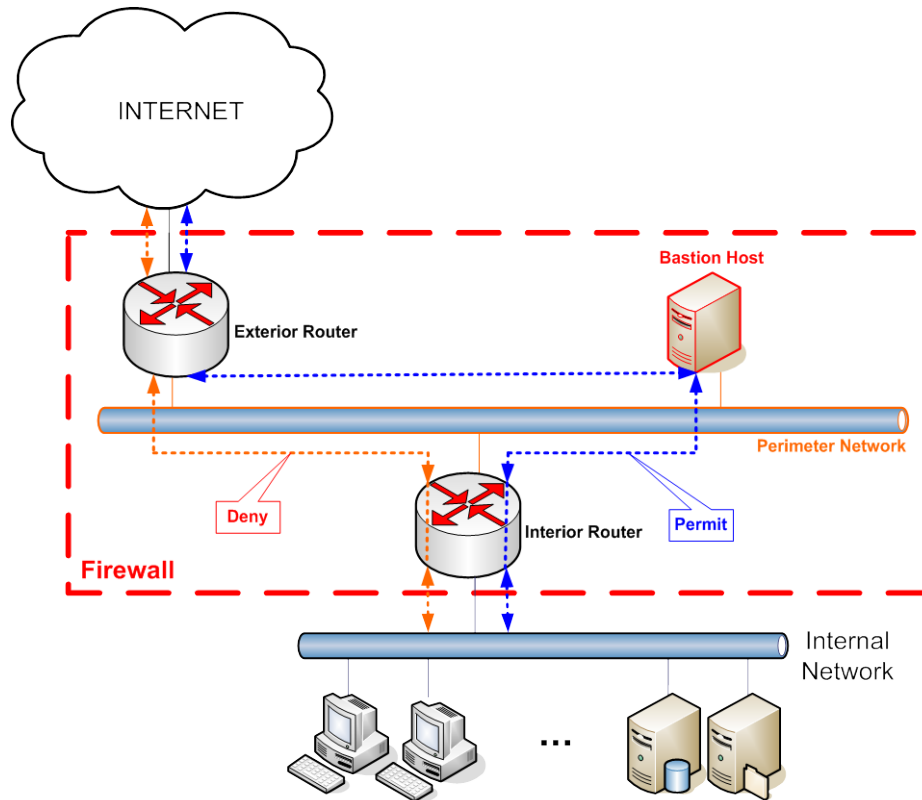 INTERNET
Bastion Host
Exterior Router
Perimeter Network
Deny
Interior Router
Permit
Firewall
Internal
Network
...